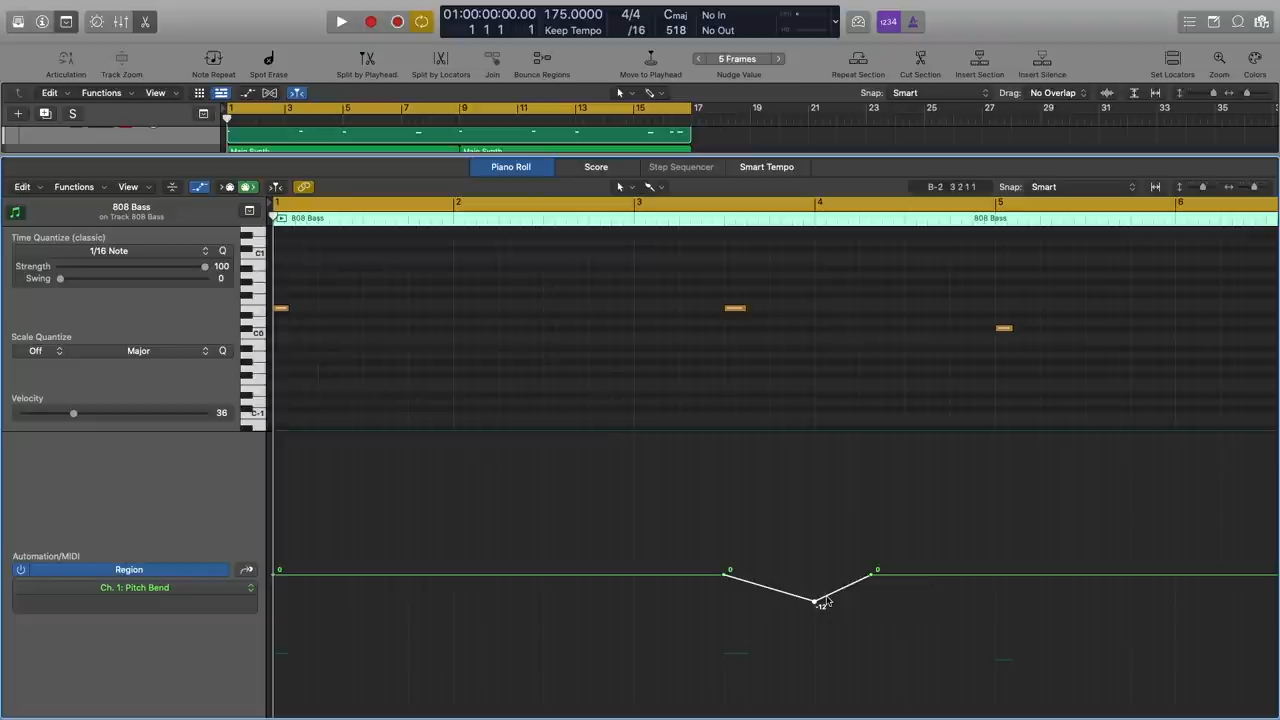 01:00:00:00.00 175.0000 4/4 Cmaj No In
1 1 1 1 Keep Tempo /16 518 No Out
1234
Articulation Track Zoom Note Repeat Spot Erase Split by Playhead Split by Locators Join Bounce Regions Move to Playhead 5 Frames Nudge Value Repeat Section Cut Section Insert Section Insert Silence Set Locators Zoom Colors
Edit Functions View Snap: Smart Drag: No Overlap
S
1 3 5 7 9 11 13 15 17 19 21 23 25 27 29 31 33 35
Main Synth Main Synth
Piano Roll Score Step Sequencer Smart Tempo
Edit Functions View B-2 3 2 1 1 Snap: Smart
808 Bass
on Track 808 Bass
1 2 3 4 5 6
808 Bass 808 Bass
Time Quantize (classic)
1/16 Note Q
Strength 100
Swing 0
C1
Scale Quantize
C0
Off Major Q
Velocity
36
C-1
Automation/MIDI
Region
Ch. 1: Pitch Bend
0 0 0
-12